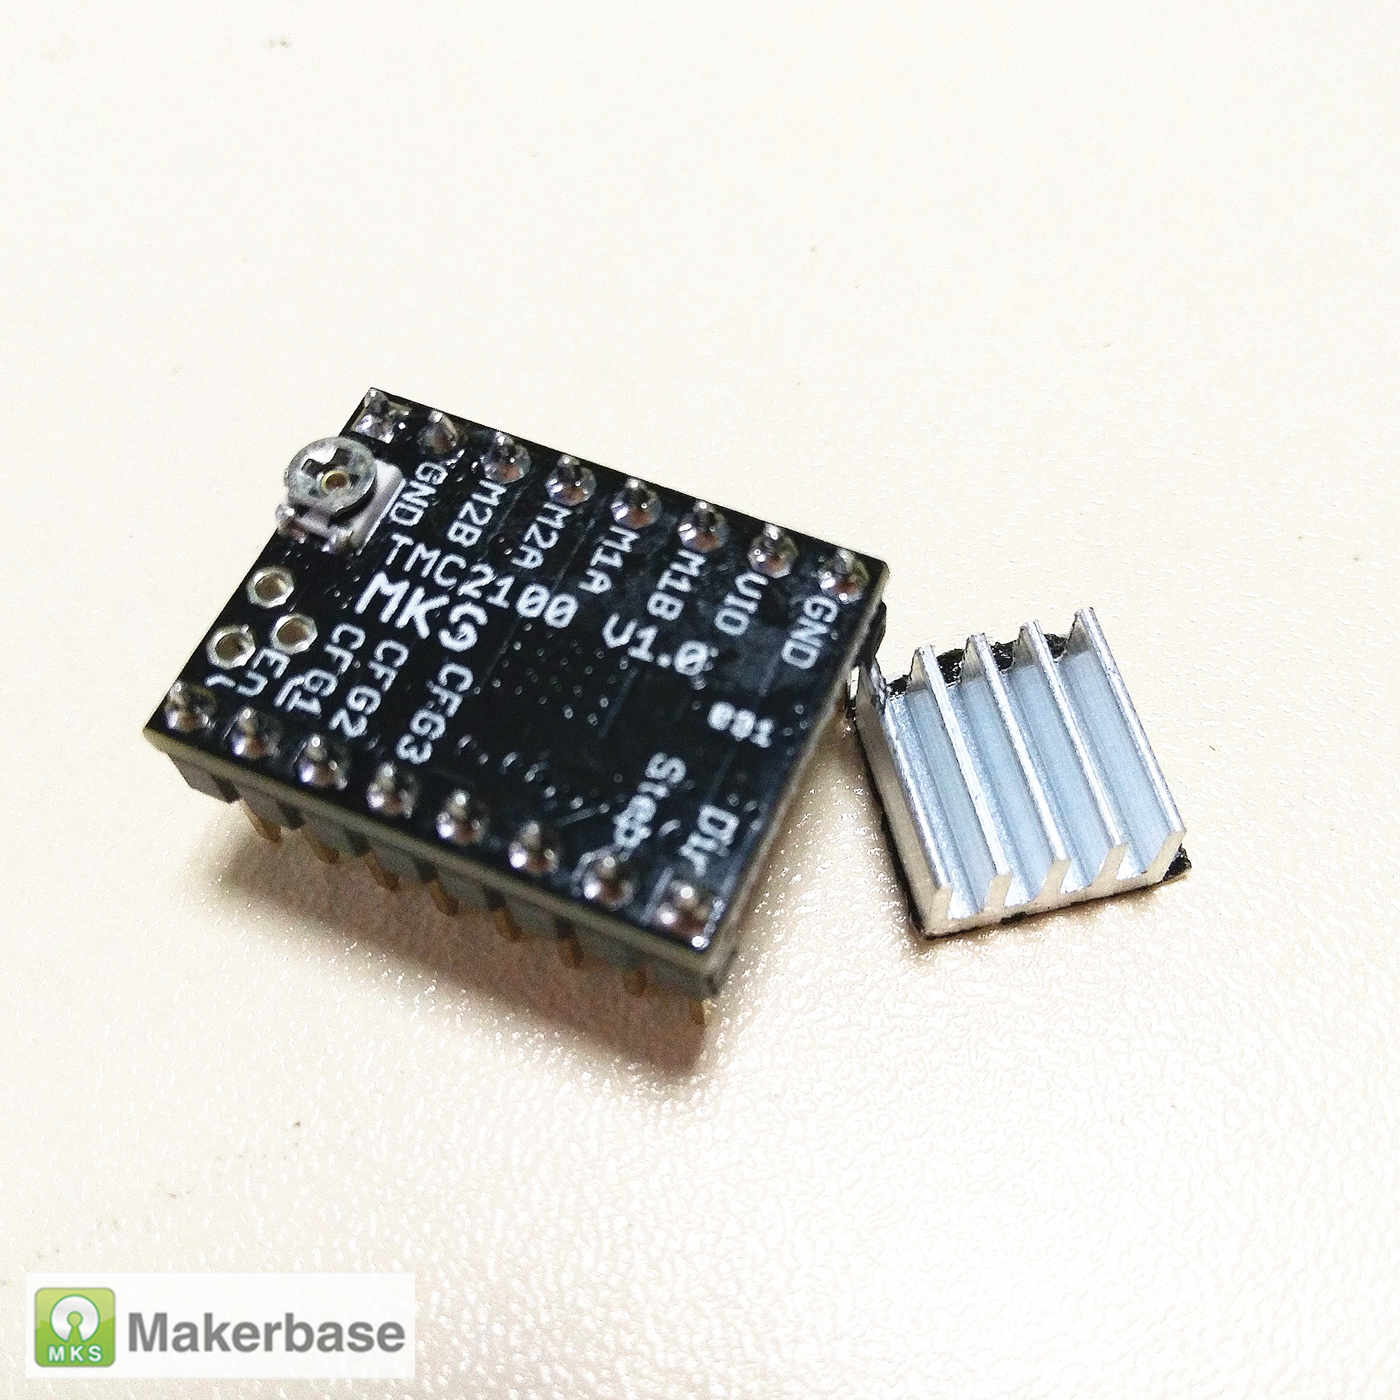 GND
M2B
M2A
M1A
M1B
VIO
GND
TMC2100 V1.0
MKS
En
CFG1
CFG2
CFG3
Step
Dir
MKS
Makerbase